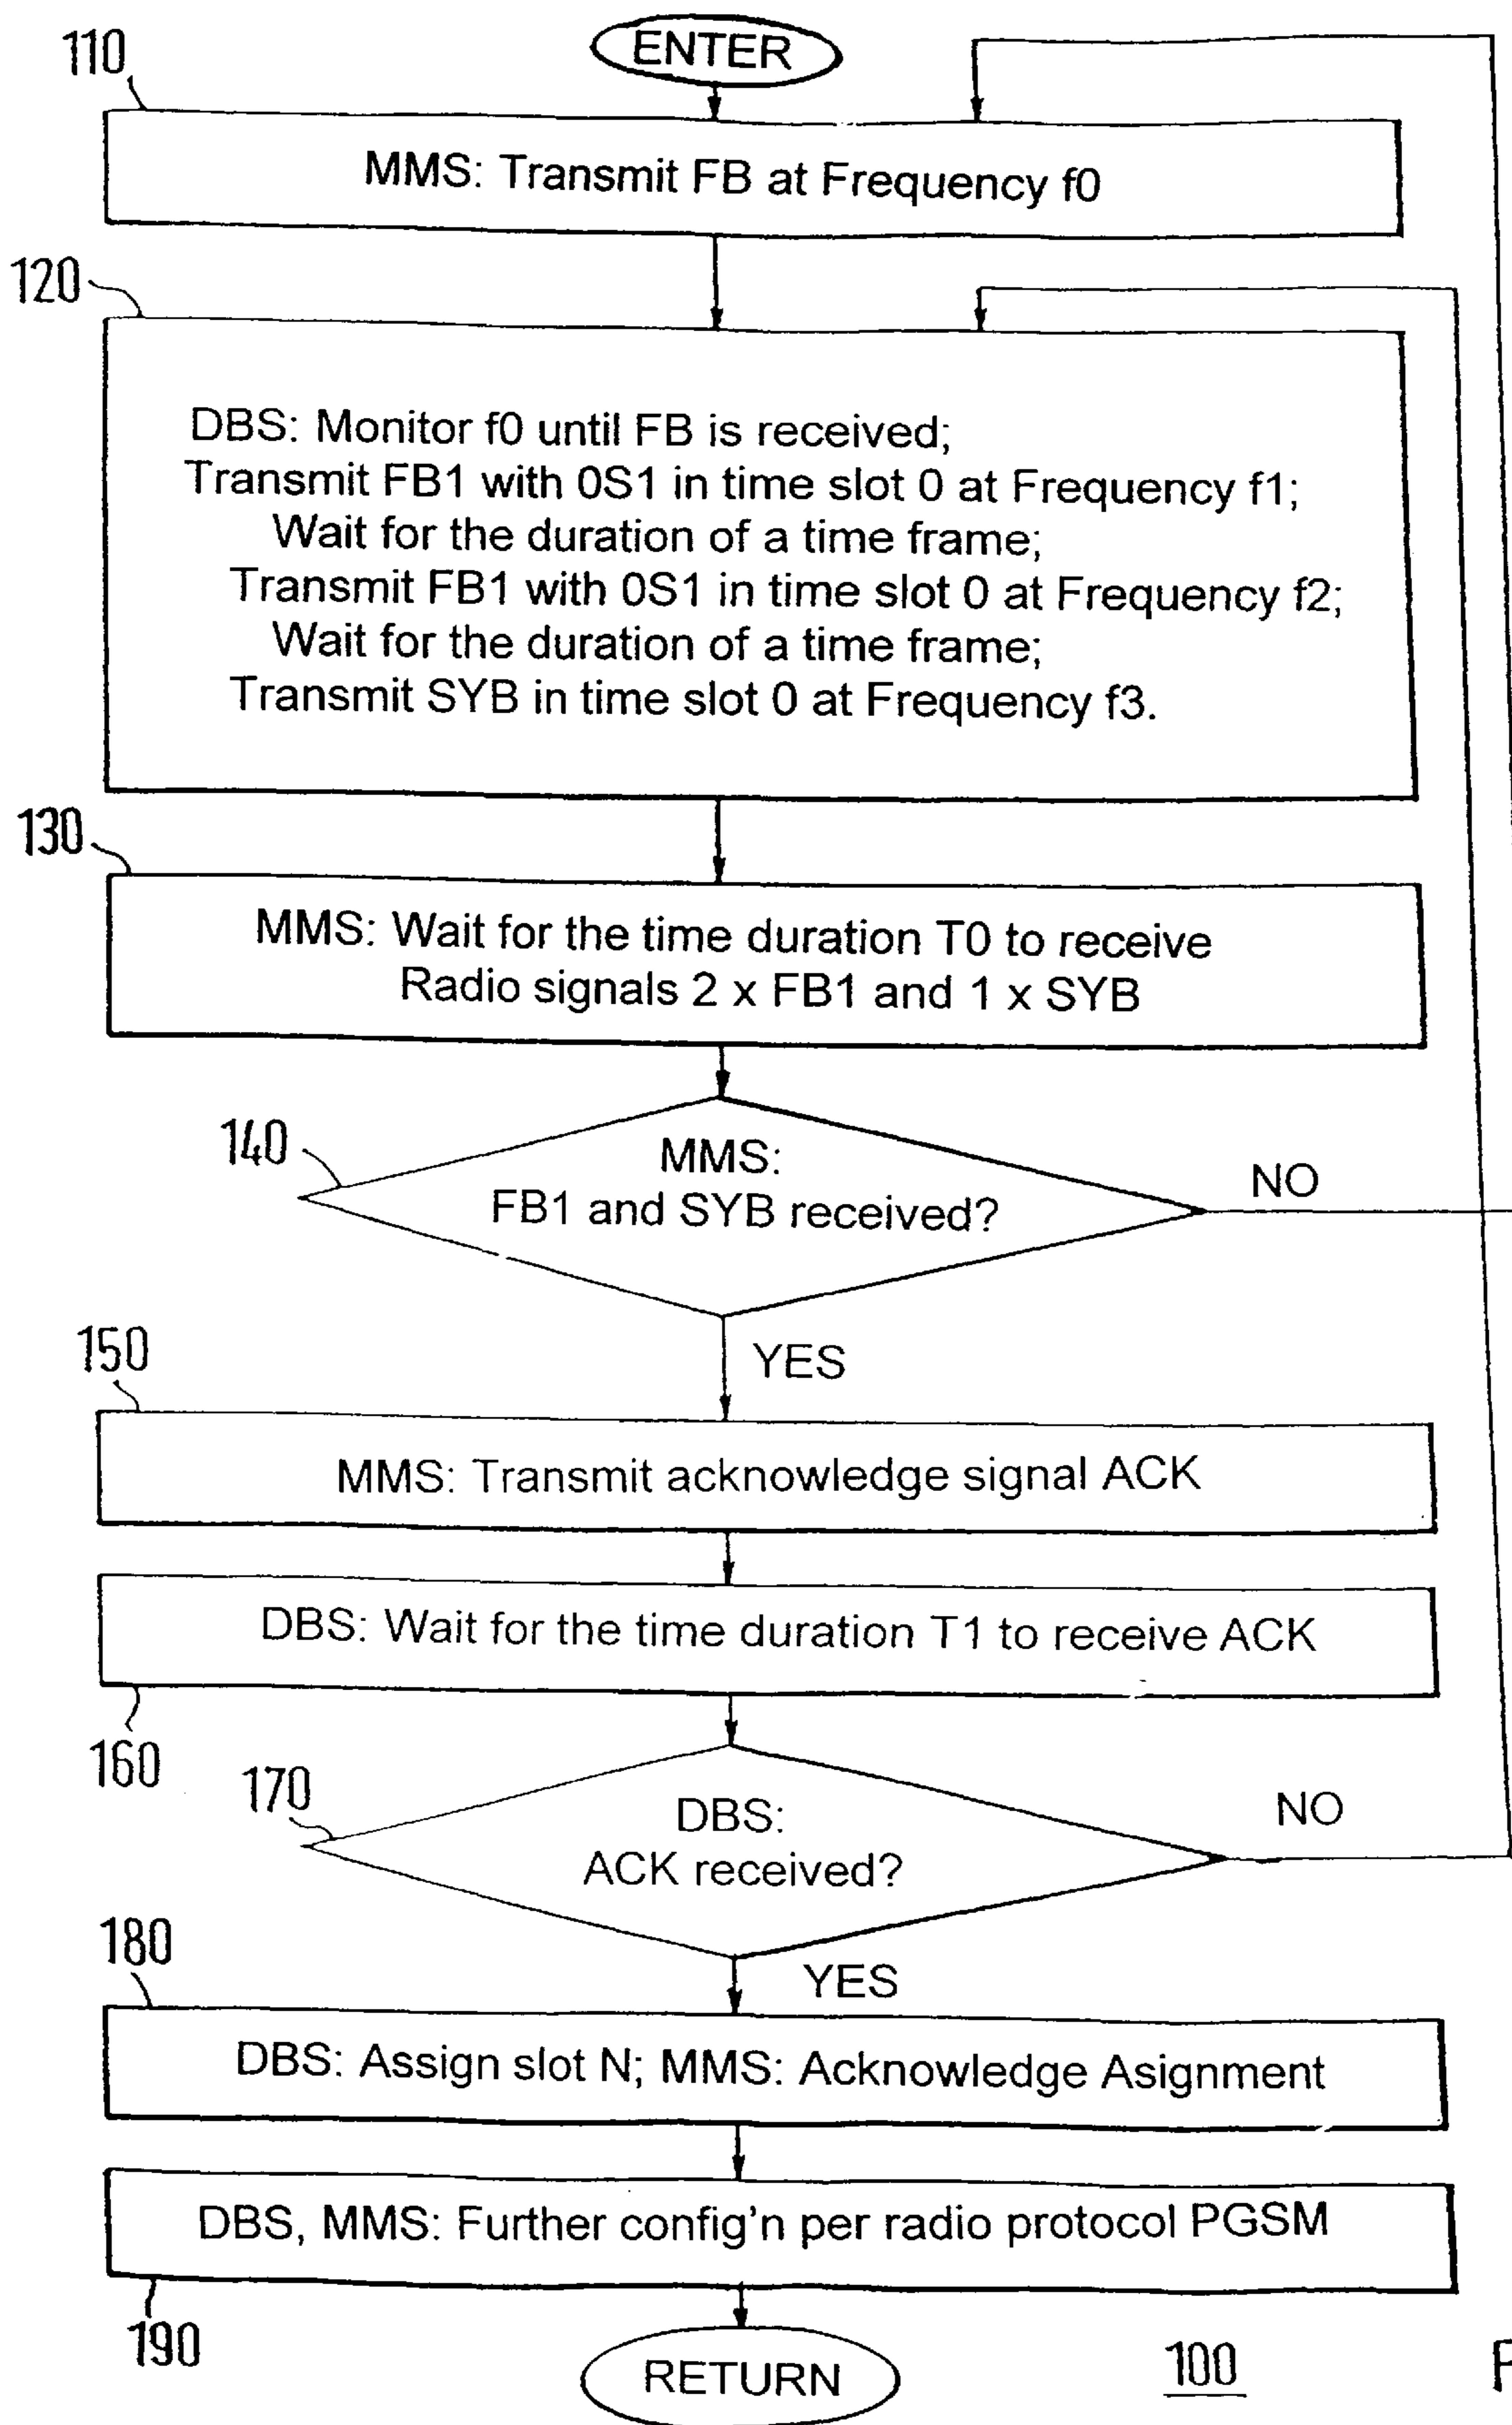 ENTER
110
MMS: Transmit FB at Frequency f0
120
DBS: Monitor f0 until FB is received;
Transmit FB1 with 0S1 in time slot 0 at Frequency f1;
Wait for the duration of a time frame;
Transmit FB1 with 0S1 in time slot 0 at Frequency f2;
Wait for the duration of a time frame;
Transmit SYB in time slot 0 at Frequency f3.
130
MMS: Wait for the time duration T0 to receive
Radio signals 2 x FB1 and 1 x SYB
140
MMS:
FB1 and SYB received?
NO
YES
150
MMS: Transmit acknowledge signal ACK
DBS: Wait for the time duration T1 to receive ACK
160
170
DBS:
ACK received?
NO
YES
180
DBS: Assign slot N; MMS: Acknowledge Asignment
DBS, MMS: Further config'n per radio protocol PGSM
190
RETURN
100